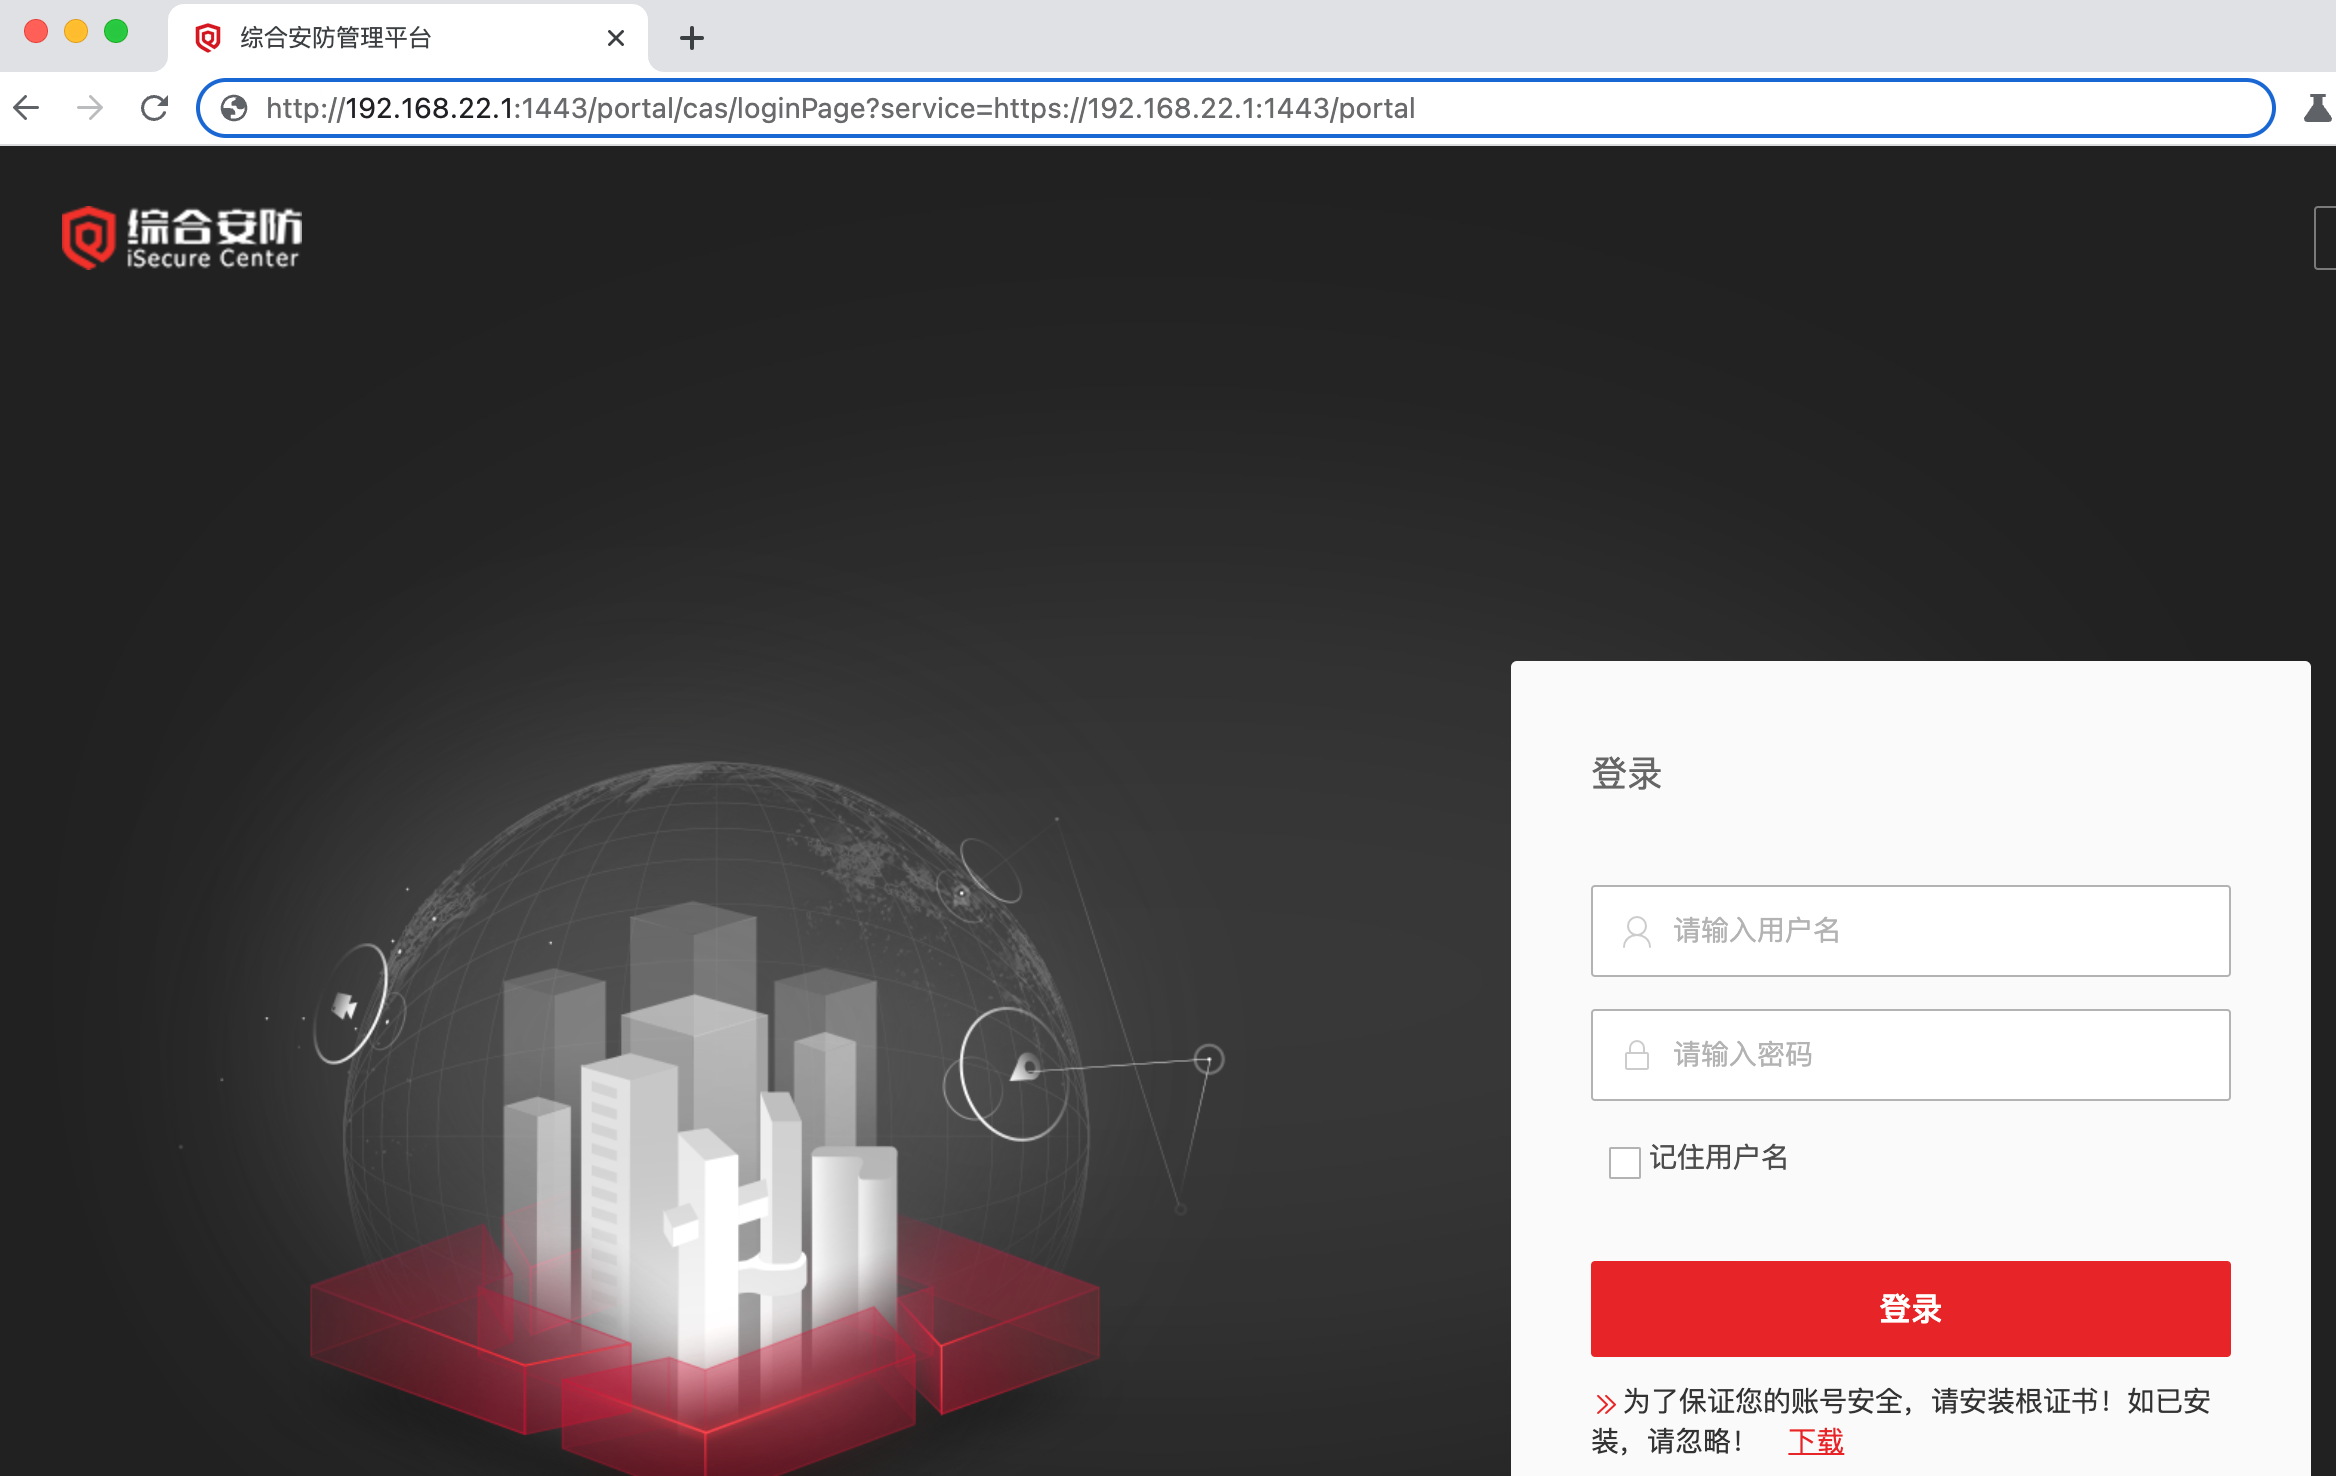 综合安防管理平台
http://192.168.22.1:1443/portal/cas/loginPage?service=https://192.168.22.1:1443/portal
综合安防
iSecure Center
登录
请输入用户名
请输入密码
记住用户名
登录
为了保证您的账号安全，请安装根证书！如已安
装，请忽略！ 下载